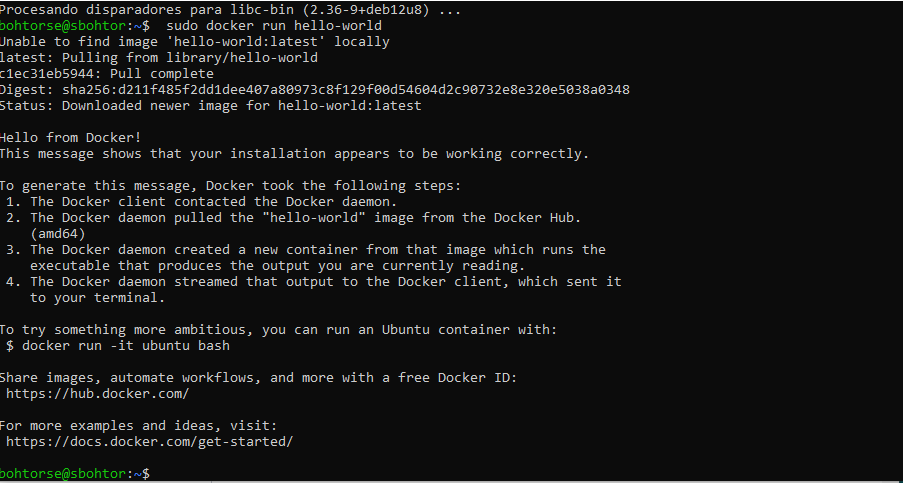 Procesando disparadores para libc-bin (2.36-9+deb12u8) ...
bohtorse@sbohtor:~$  sudo docker run hello-world
Unable to find image 'hello-world:latest' locally
latest: Pulling from library/hello-world
c1ec31eb5944: Pull complete
Digest: sha256:d211f485f2dd1dee407a80973c8f129f00d54604d2c90732e8e320e5038a0348
Status: Downloaded newer image for hello-world:latest

Hello from Docker!
This message shows that your installation appears to be working correctly.

To generate this message, Docker took the following steps:
 1. The Docker client contacted the Docker daemon.
 2. The Docker daemon pulled the "hello-world" image from the Docker Hub.
    (amd64)
 3. The Docker daemon created a new container from that image which runs the
    executable that produces the output you are currently reading.
 4. The Docker daemon streamed that output to the Docker client, which sent it
    to your terminal.

To try something more ambitious, you can run an Ubuntu container with:
 $ docker run -it ubuntu bash

Share images, automate workflows, and more with a free Docker ID:
 https://hub.docker.com/

For more examples and ideas, visit:
 https://docs.docker.com/get-started/

bohtorse@sbohtor:~$